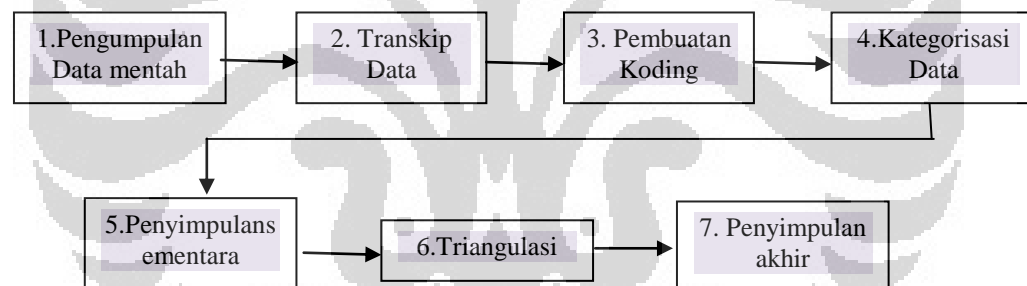 1.Pengumpulan
Data mentah
2. Transkip
Data
3. Pembuatan
Koding
4.Kategorisasi
Data
5.Penyimpulans
ementara
6.Triangulasi
7. Penyimpulan
akhir